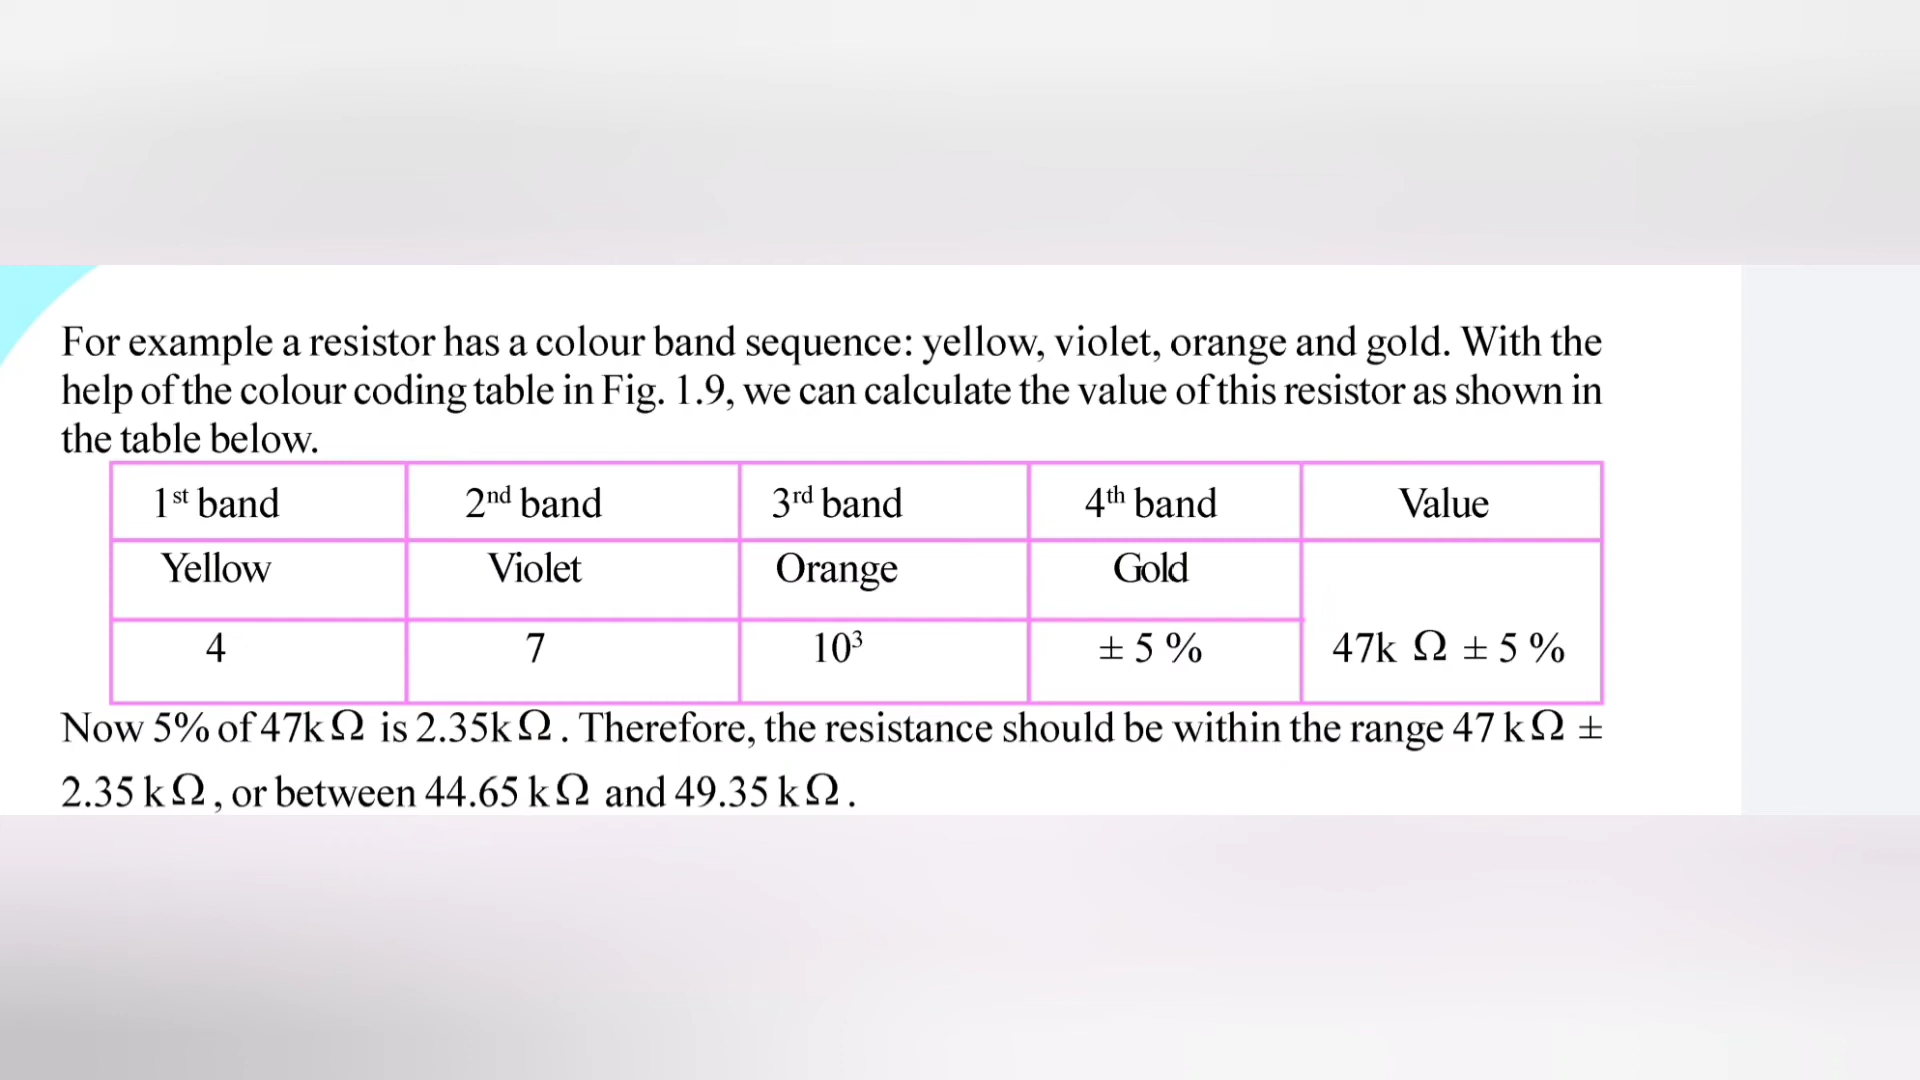 For example a resistor has a colour band sequence: yellow, violet, orange and gold. With the
help of the colour coding table in Fig. 1.9, we can calculate the value of this resistor as shown in
the table below.
1st band 2nd band 3rd band 4th band Value
Yellow Violet Orange Gold
4 7 10³ ± 5 % 47k Ω ± 5 %
Now 5% of 47k Ω is 2.35k Ω. Therefore, the resistance should be within the range 47 k Ω ±
2.35 k Ω, or between 44.65 k Ω and 49.35 k Ω.